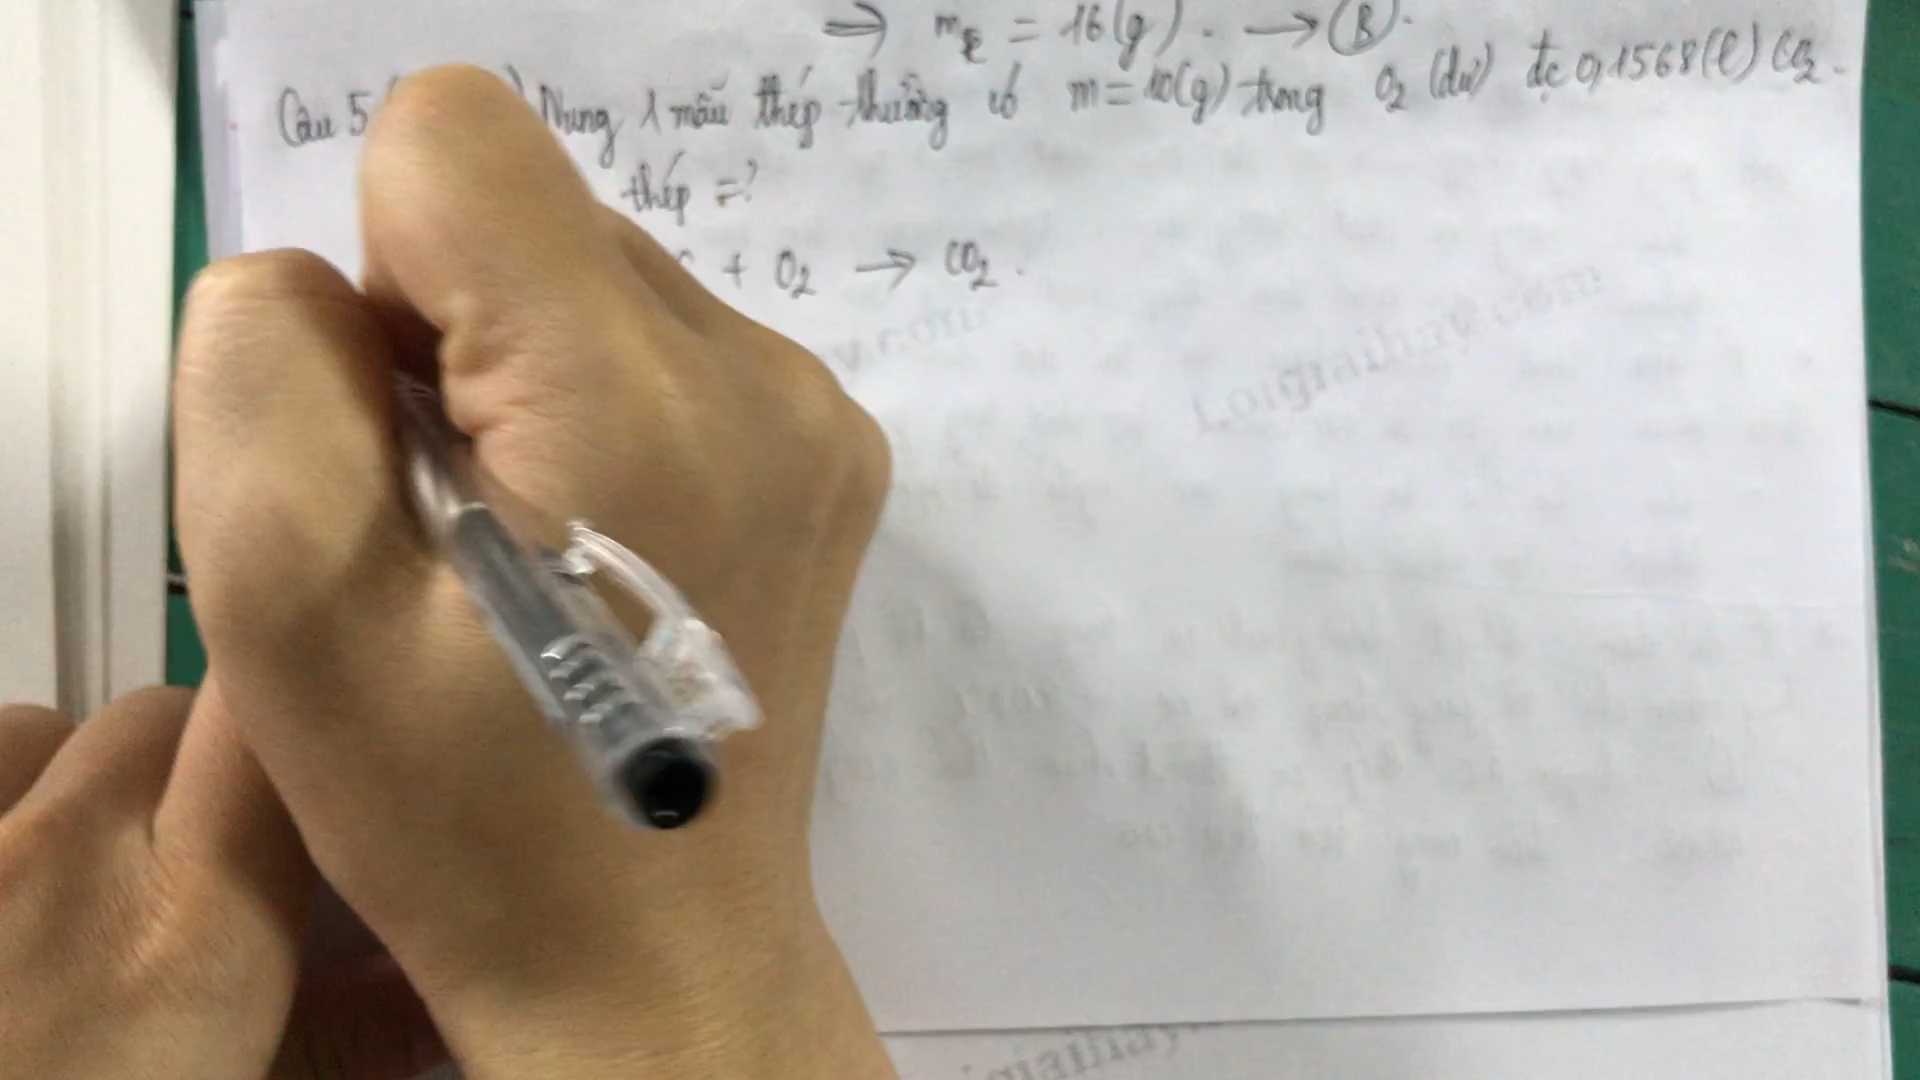 ⇒ m = 16(g). → (B).
Câu 5 Nung 1 mẫu thép thường có m = 10(g) trong O₂ (dư) đc 0,1568(l) CO₂.
thép = ?
+ O₂ → CO₂.
Loigiaihay.com